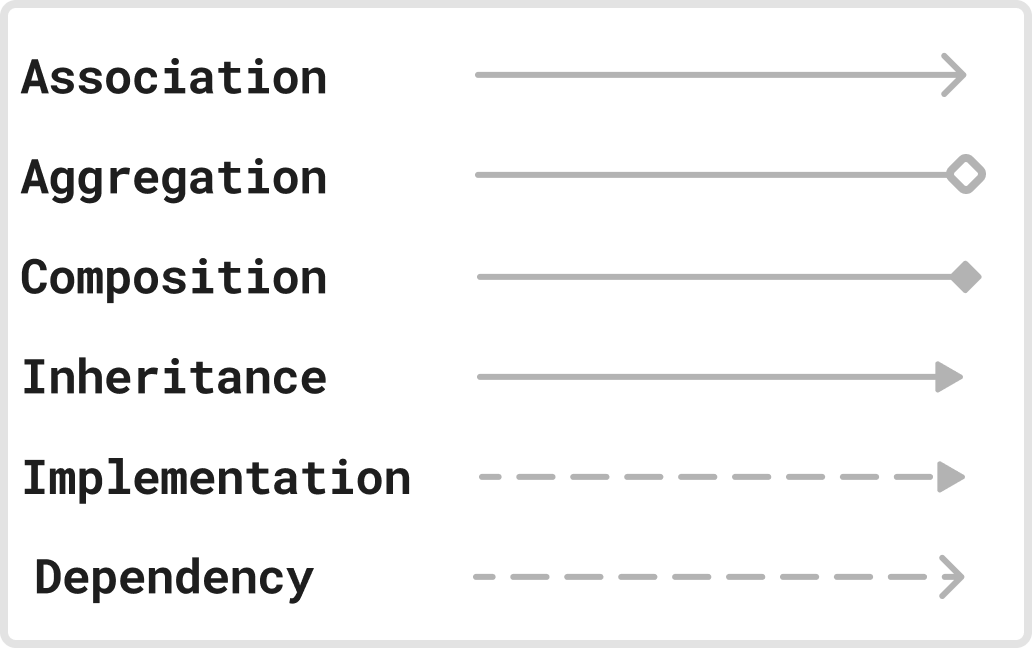 Association
Aggregation
Composition
Inheritance
Implementation
Dependency